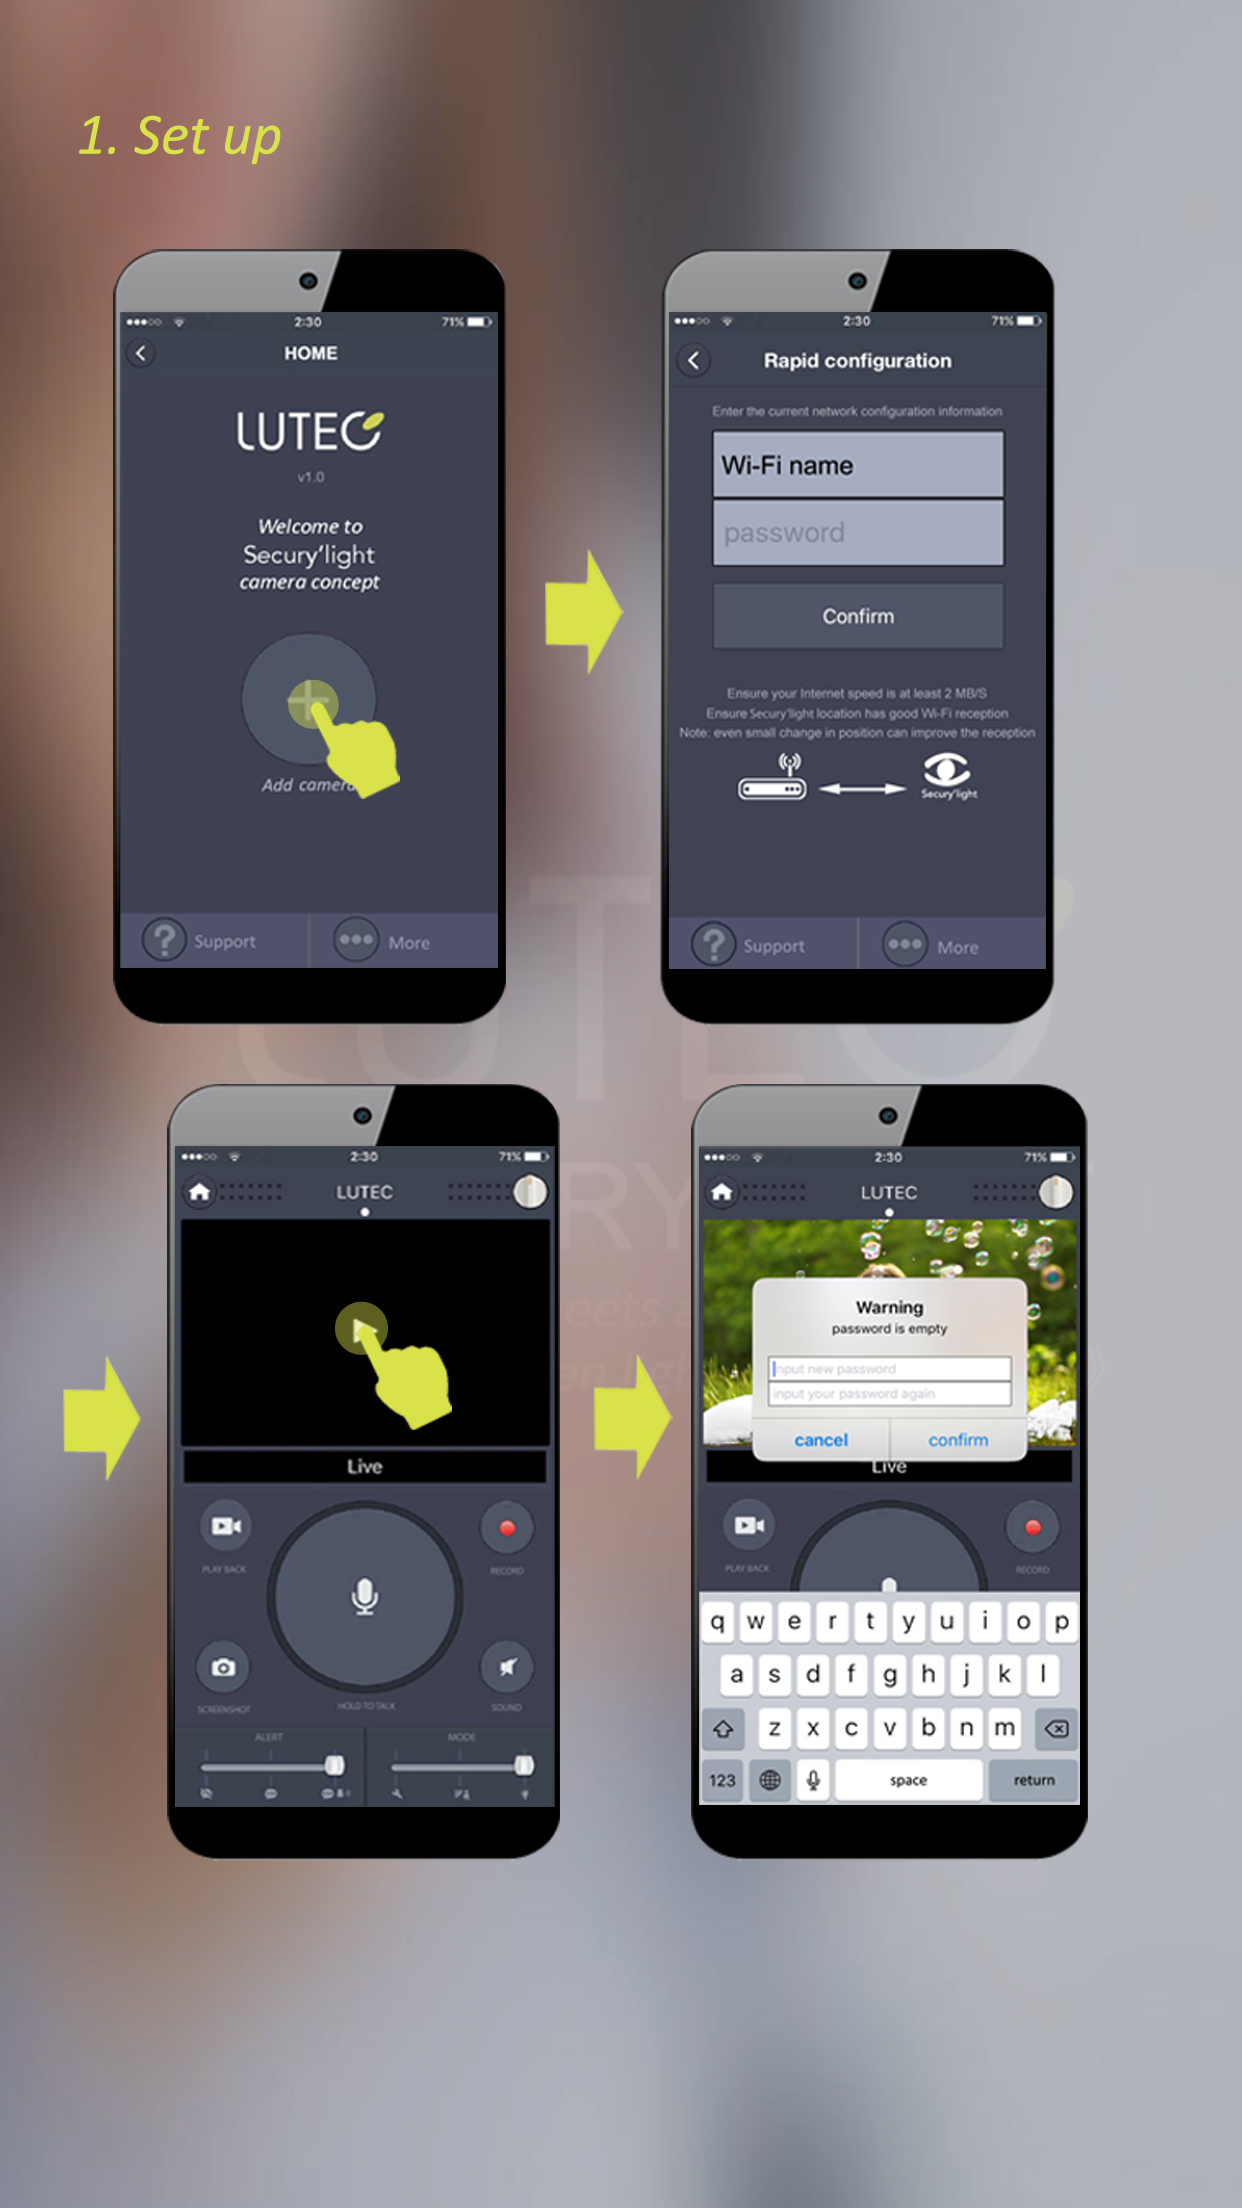 1. Set up
2:30
71%
HOME
LUTEC
v1.0
Welcome to
Secury'light
camera concept
Add camera
Support
More
2:30
71%
Rapid configuration
Enter the current network configuration information
Wi-Fi name
password
Confirm
Ensure your Internet speed is at least 2 MB/S
Ensure Secury'light location has good Wi-Fi reception
Note: even small change in position can improve the reception
Secury'light
Support
More
2:30
71%
LUTEC
Live
PLAY BACK
RECORD
SCREENSHOT
HOLD TO TALK
SOUND
ALERT
MODE
2:30
71%
LUTEC
Warning
password is empty
input new password
input your password again
cancel
confirm
Live
PLAY BACK
RECORD
q w e r t y u i o p
a s d f g h j k l
z x c v b n m
123
space
return